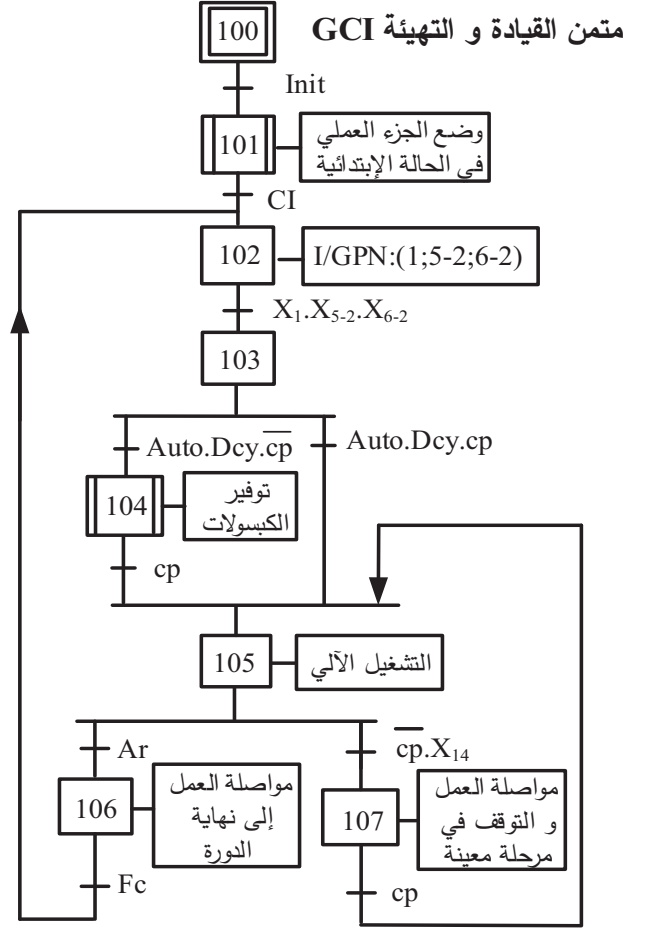 متمن القيادة و التهيئة GCI
100
Init
101
وضع الجزء العملي
في الحالة الإبتدائية
CI
102
I/GPN:(1;5-2;6-2)
X₁.X₅₋₂.X₆₋₂
103
Auto.Dcy.c̅p̅
Auto.Dcy.cp
104
توفير
الكبسولات
cp
105
التشغيل الآلي
Ar
c̅p̅.X₁₄
106
مواصلة العمل
إلى نهاية
الدورة
107
مواصلة العمل
و التوقف في
مرحلة معينة
Fc
cp